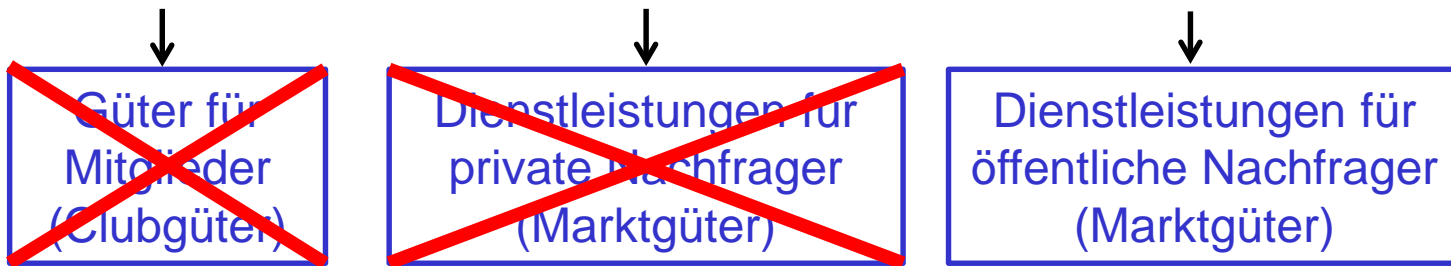 Güter für
Mitglieder
(Clubgüter)
Dienstleistungen für
private Nachfrager
(Marktgüter)
Dienstleistungen für
öffentliche Nachfrager
(Marktgüter)